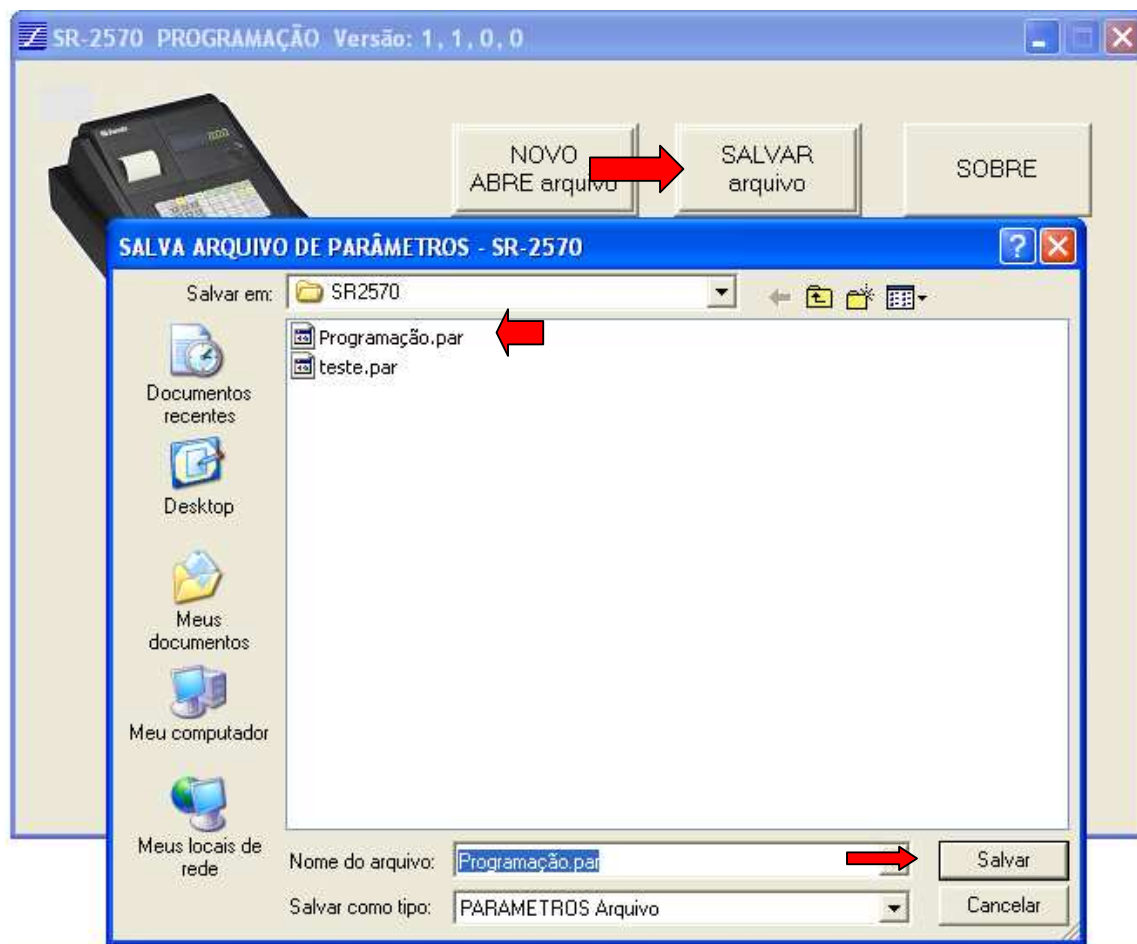 SR-2570 PROGRAMAÇÃO Versão: 1, 1, 0, 0
NOVO
ABRE arquivo
SALVAR
arquivo
SOBRE
SALVA ARQUIVO DE PARÂMETROS - SR-2570
Salvar em:
SR2570
Programação.par
teste.par
Documentos
recentes
Desktop
Meus
documentos
Meu computador
Meus locais de
rede
Nome do arquivo:
Programação.par
Salvar
Salvar como tipo:
PARAMETROS Arquivo
Cancelar